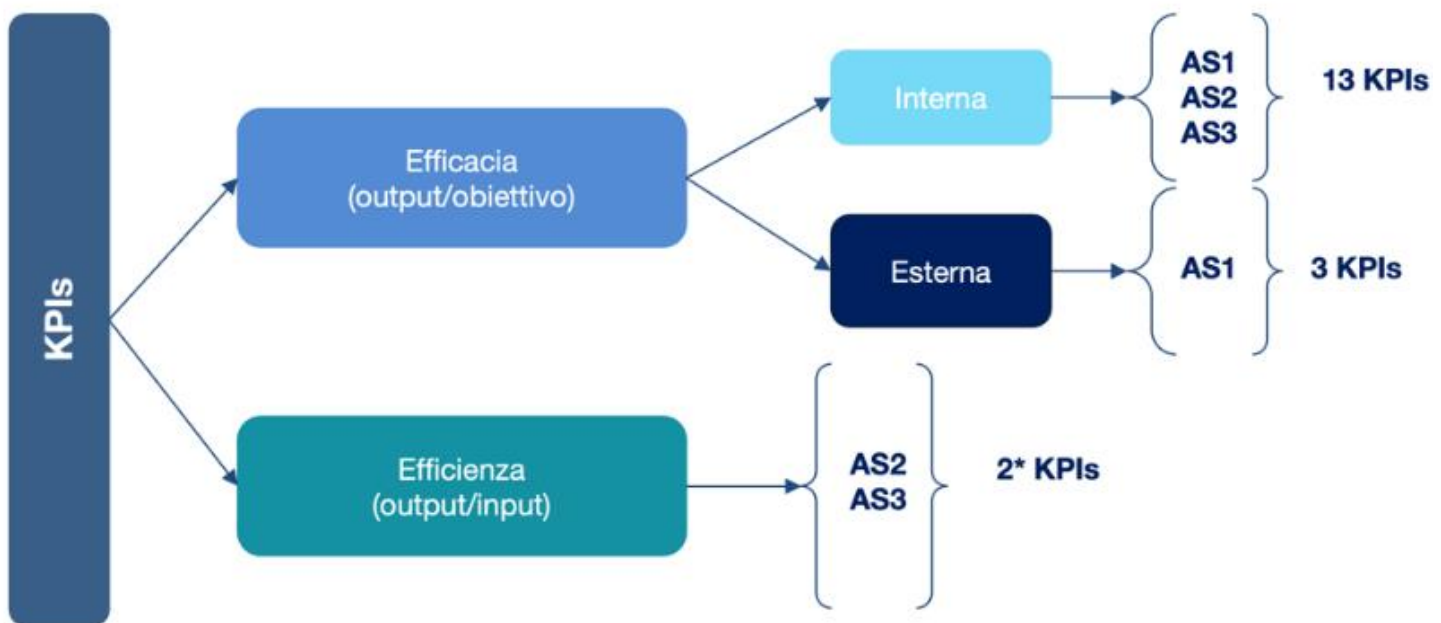 KPIs
Efficacia
(output/obiettivo)
Interna
AS1
AS2
AS3
13 KPIs
Esterna
AS1
3 KPIs
Efficienza
(output/input)
AS2
AS3
2* KPIs